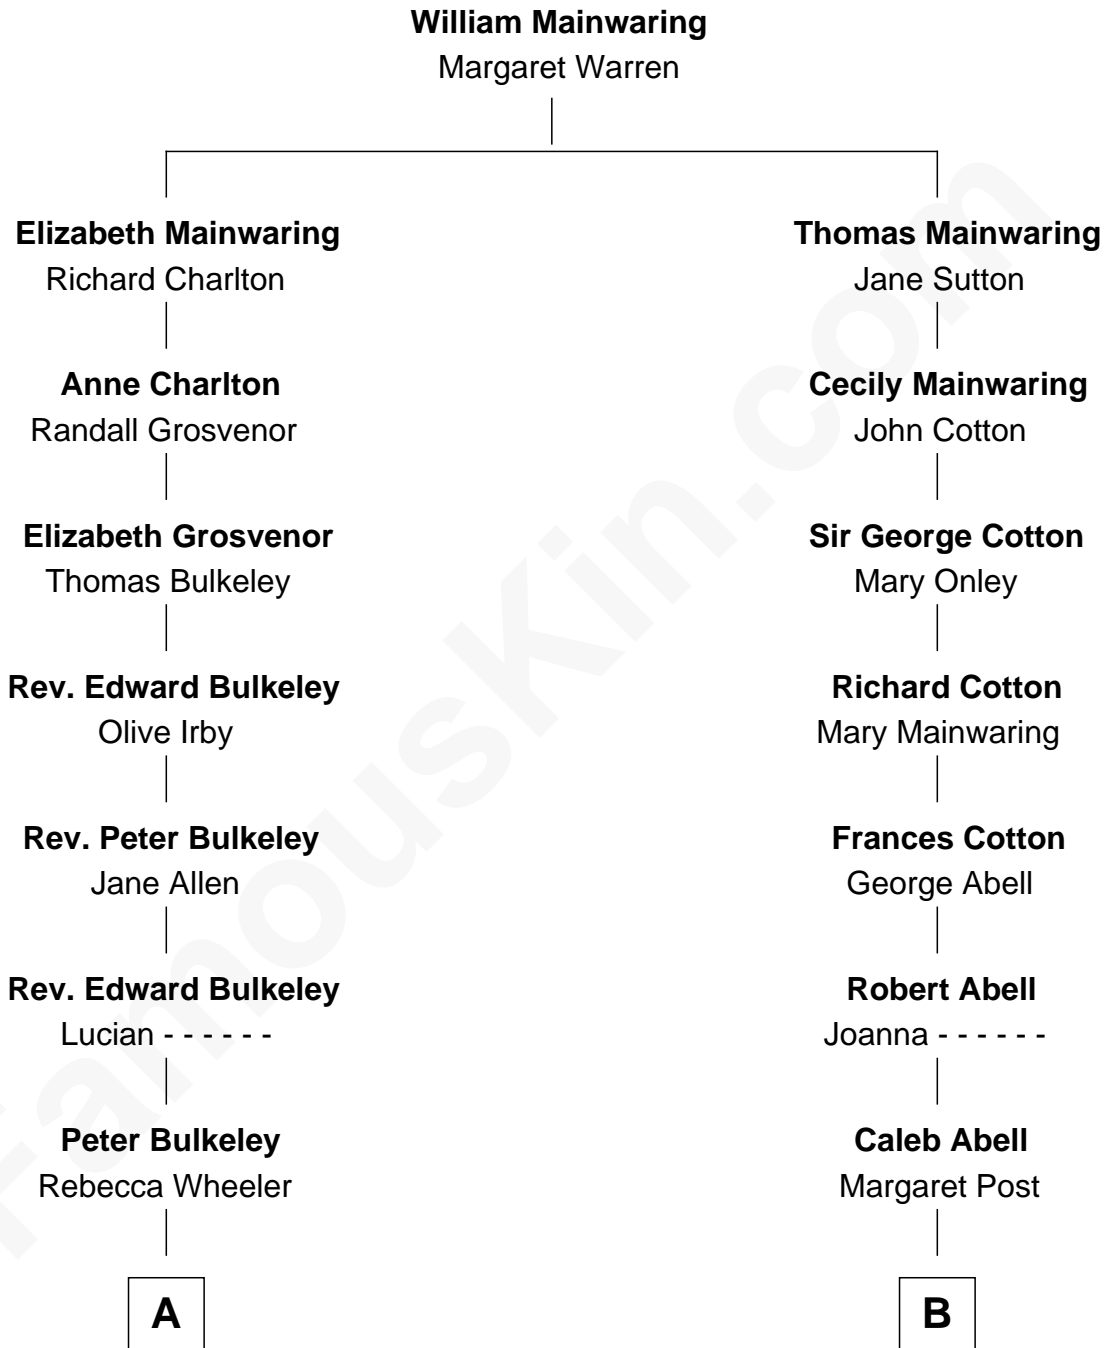 William Mainwaring
Margaret Warren
Elizabeth Mainwaring
Richard Charlton
Thomas Mainwaring
Jane Sutton
Anne Charlton
Randall Grosvenor
Cecily Mainwaring
John Cotton
Elizabeth Grosvenor
Thomas Bulkeley
Sir George Cotton
Mary Onley
Rev. Edward Bulkeley
Olive Irby
Richard Cotton
Mary Mainwaring
Rev. Peter Bulkeley
Jane Allen
Frances Cotton
George Abell
Rev. Edward Bulkeley
Lucian - - - - - -
Robert Abell
Joanna - - - - - -
Peter Bulkeley
Rebecca Wheeler
Caleb Abell
Margaret Post
A
B
FamousKin.com